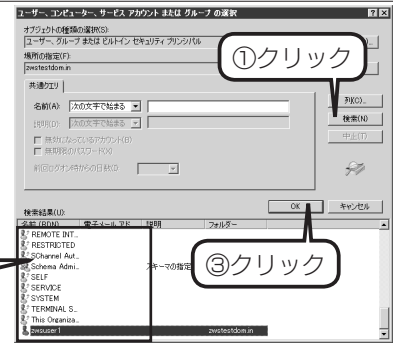 ユーザー、コンピューター、サービス アカウント または グループ の選択
オブジェクトの種類の選択(S):
ユーザー、グループ または ビルトイン セキュリティ プリンシパル
場所の指定(F):
zwstestdom.in
①クリック
共通クエリ
名前(A): 次の文字で始まる
説明(D): 次の文字で始まる
無効になっているアカウント(B)
無期限のパスワード(X)
前回ログオン時からの日数(I)
列(C)...
検索(N)
中止(T)
OK キャンセル
検索結果(U):
名前 (RDN) 電子メール アド... 説明 フォルダー
REMOTE INT...
RESTRICTED
SChannel Aut...
Schema Admi... スキーマの指定
SELF
SERVICE
SYSTEM
TERMINAL S...
This Organiza...
zwsuser1 zwstestdom.in
③クリック